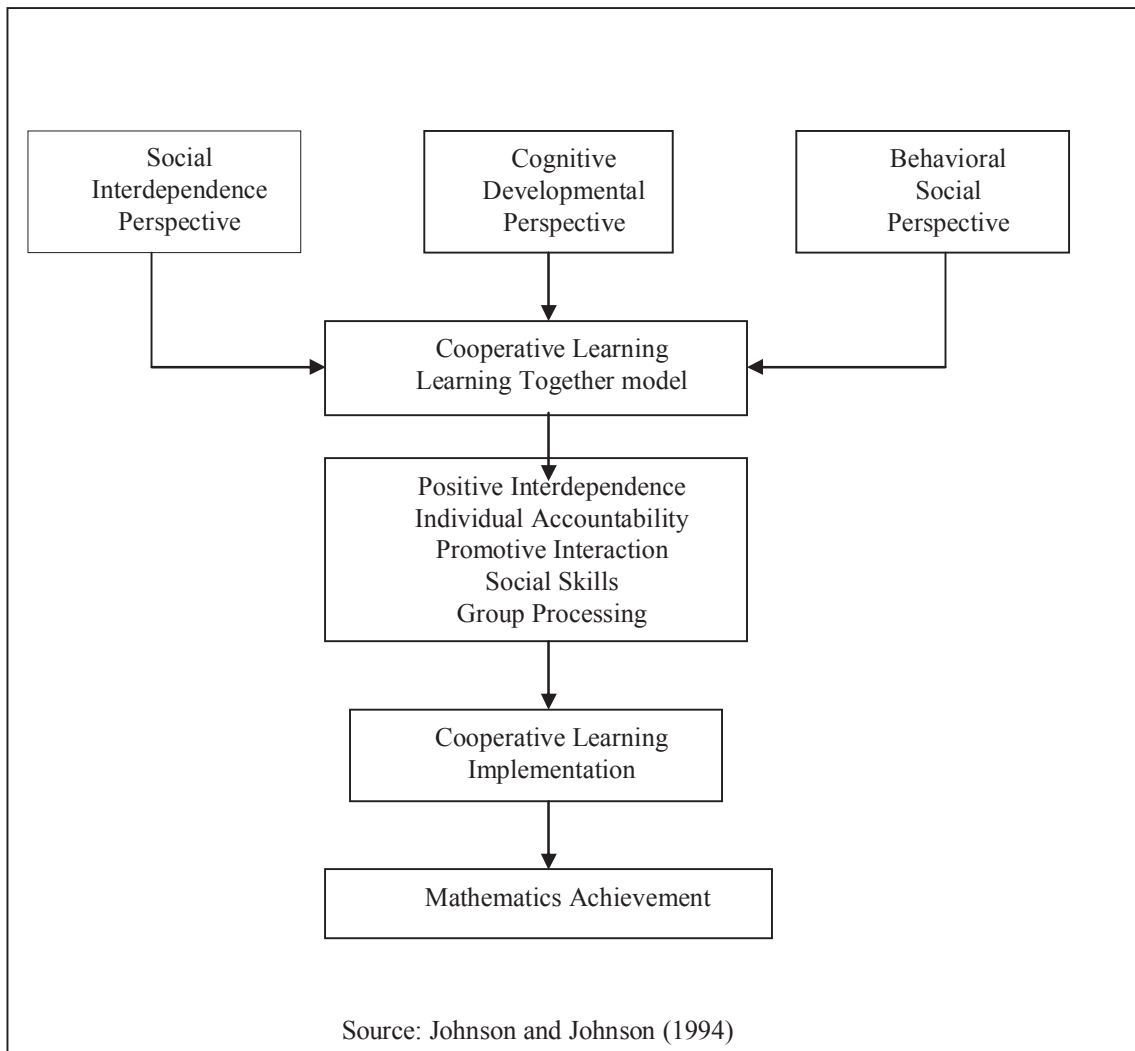 Social
Interdependence
Perspective
Cognitive
Developmental
Perspective
Behavioral
Social
Perspective
Cooperative Learning
Learning Together model
Positive Interdependence
Individual Accountability
Promotive Interaction
Social Skills
Group Processing
Cooperative Learning
Implementation
Mathematics Achievement
Source: Johnson and Johnson (1994)